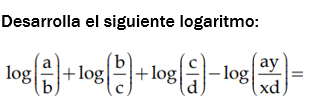 Desarrolla el siguiente logaritmo:
log(a/b)+log(b/c)+log(c/d)−log(ay/xd)=